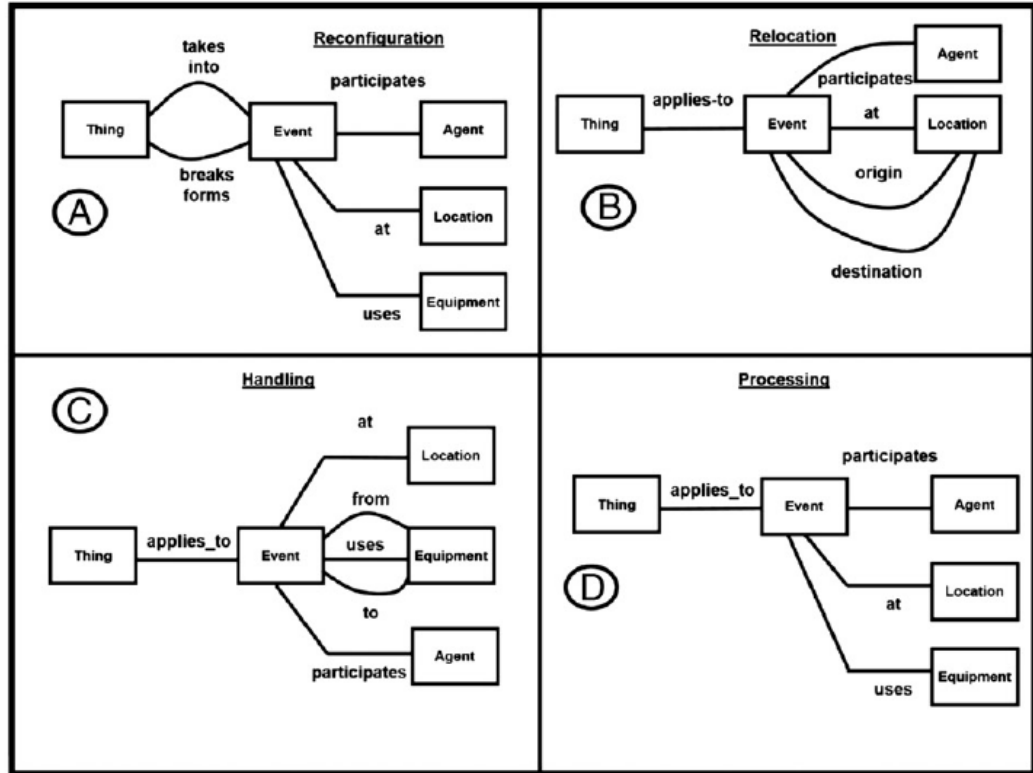 Reconfiguration
takes
into
participates
Thing
Event
Agent
breaks
forms
A
Location
at
Equipment
uses
Relocation
Agent
participates
applies-to
at
Thing
Event
Location
origin
B
destination
Handling
C
at
Location
from
applies_to
uses
Thing
Event
Equipment
to
Agent
participates
Processing
participates
applies_to
Thing
Event
Agent
D
Location
at
Equipment
uses